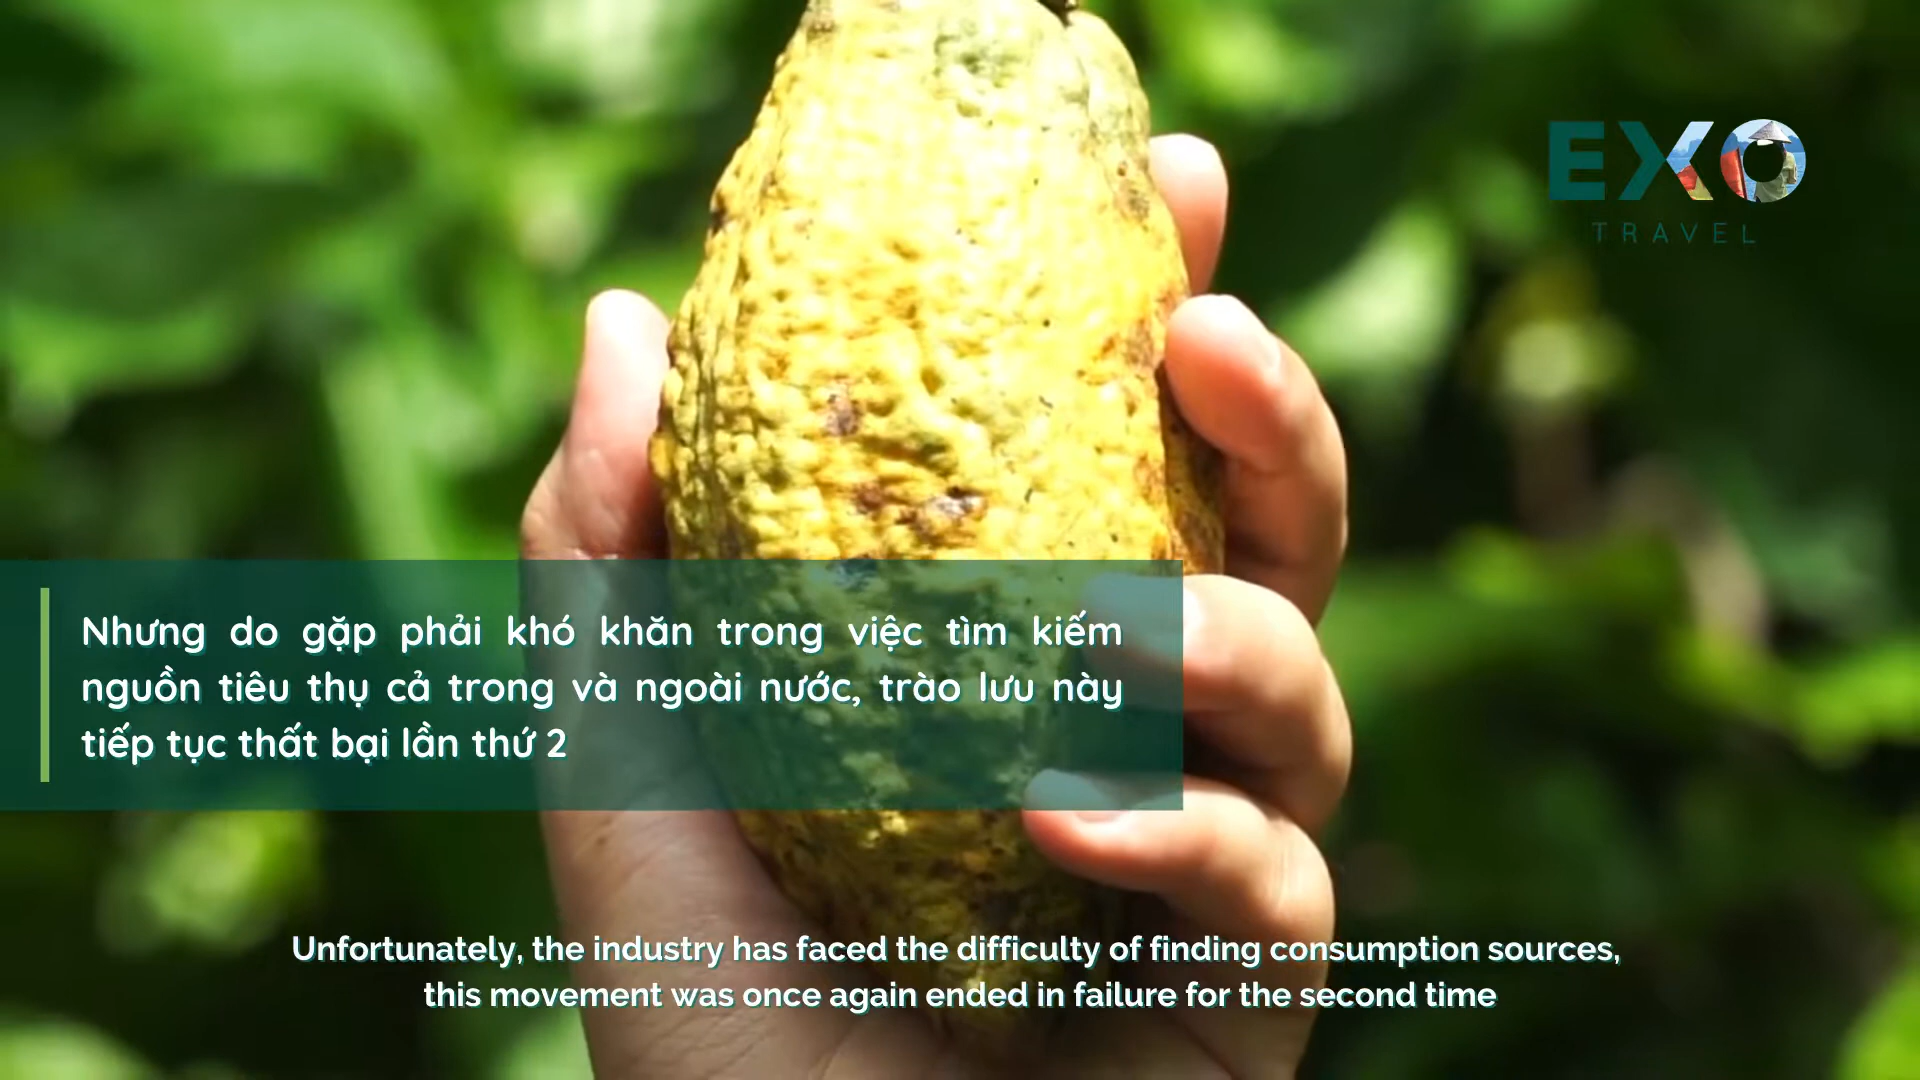 EXO
TRAVEL
Nhưng do gặp phải khó khăn trong việc tìm kiếm
nguồn tiêu thụ cả trong và ngoài nước, trào lưu này
tiếp tục thất bại lần thứ 2
Unfortunately, the industry has faced the difficulty of finding consumption sources,
this movement was once again ended in failure for the second time